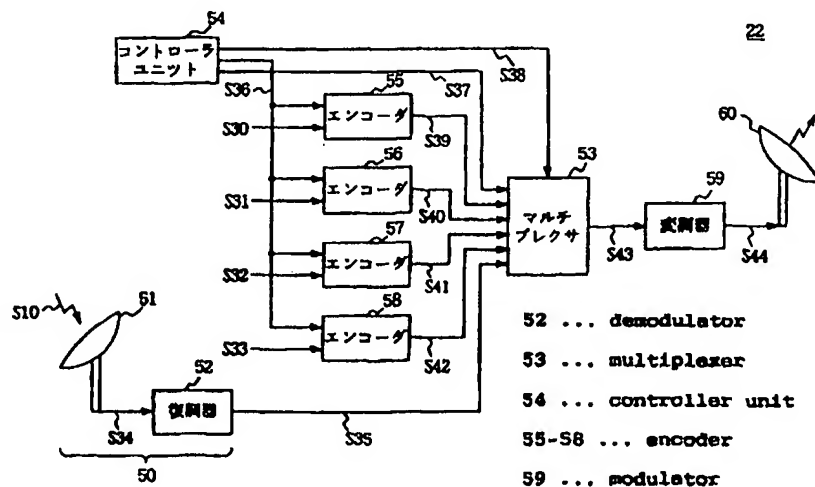 54
22
コントローラ
ユニット
S38
S36
S37
55
エンコーダ
S30
S39
60
56
エンコーダ
53
S31
S40
マルチ
プレクサ
59
変調器
57
エンコーダ
S43
S44
S32
S41
58
エンコーダ
S10
51
S33
S42
52 ... demodulator
52
復調器
53 ... multiplexer
54 ... controller unit
S34
S35
55-S8 ... encoder
50
59 ... modulator